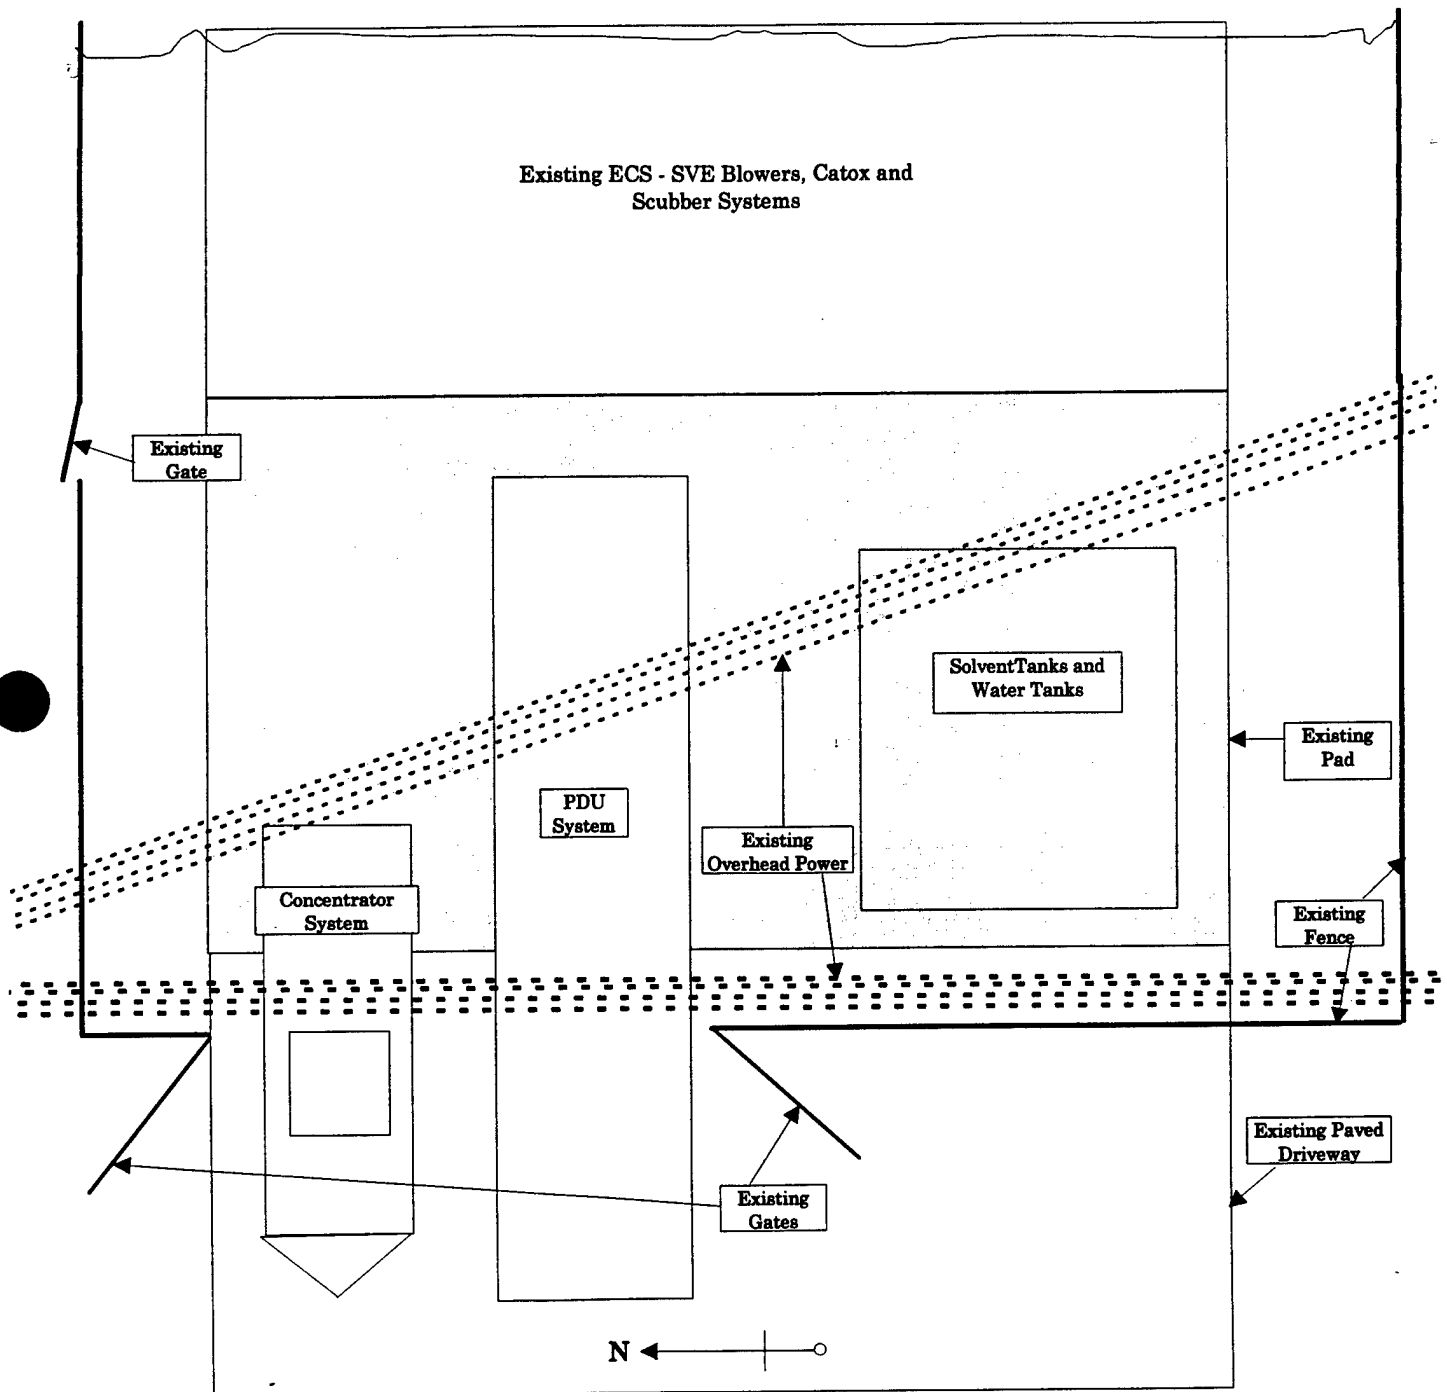 Existing ECS - SVE Blowers, Catox and
Scubber Systems
Existing
Gate
SolventTanks and
Water Tanks
Existing
Pad
PDU
System
Existing
Overhead Power
Concentrator
System
Existing
Fence
Existing Paved
Driveway
Existing
Gates
N